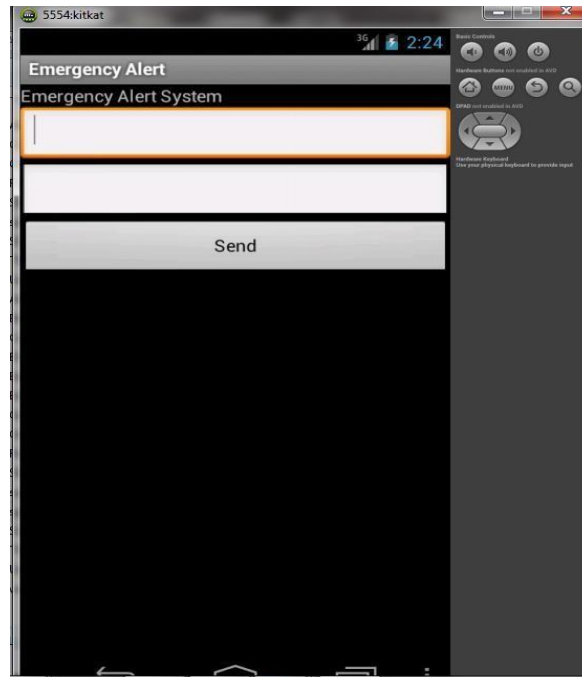 5554:kitkat
3G 2:24
Emergency Alert
Emergency Alert System
Send
Basic Controls
Hardware Buttons not enabled in AVD
MENU
DPAD not enabled in AVD
Hardware Keyboard
Use your physical keyboard to provide input